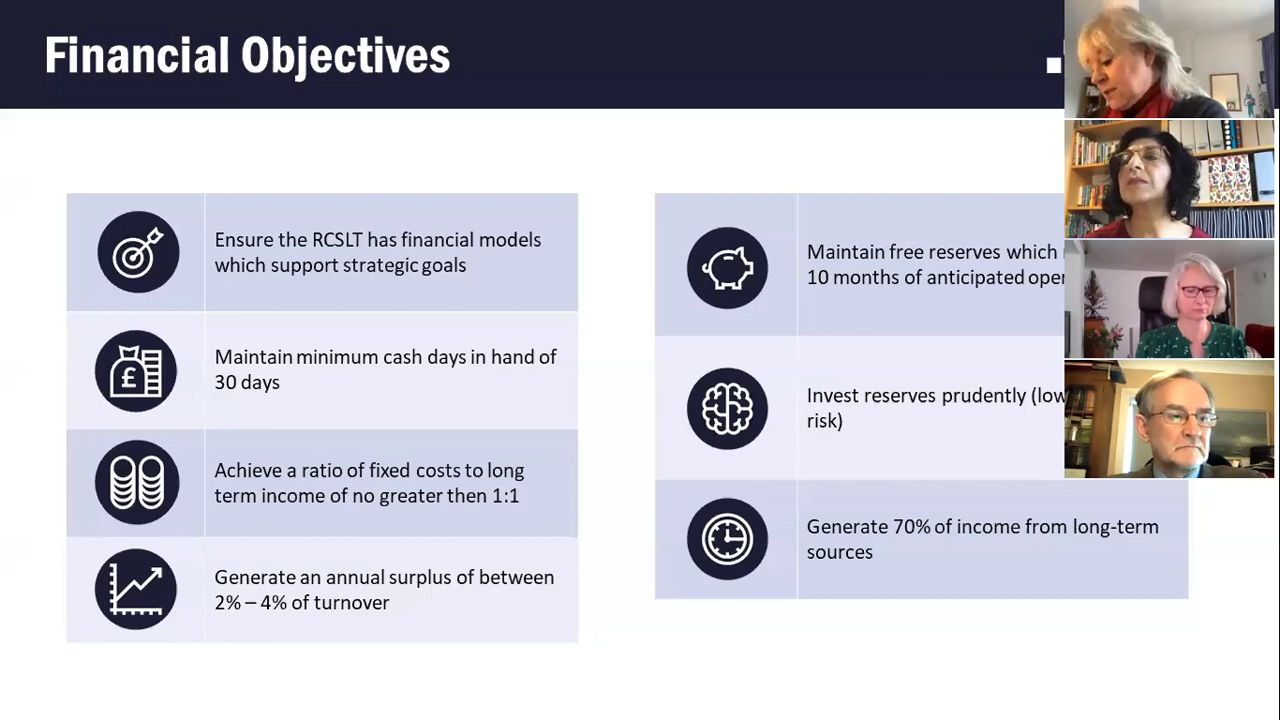 Financial Objectives
Ensure the RCSLT has financial models
which support strategic goals
Maintain minimum cash days in hand of
30 days
Achieve a ratio of fixed costs to long
term income of no greater then 1:1
Generate an annual surplus of between
2% – 4% of turnover
Maintain free reserves which
10 months of anticipated
Invest reserves prudently (low
risk)
Generate 70% of income from long-term
sources